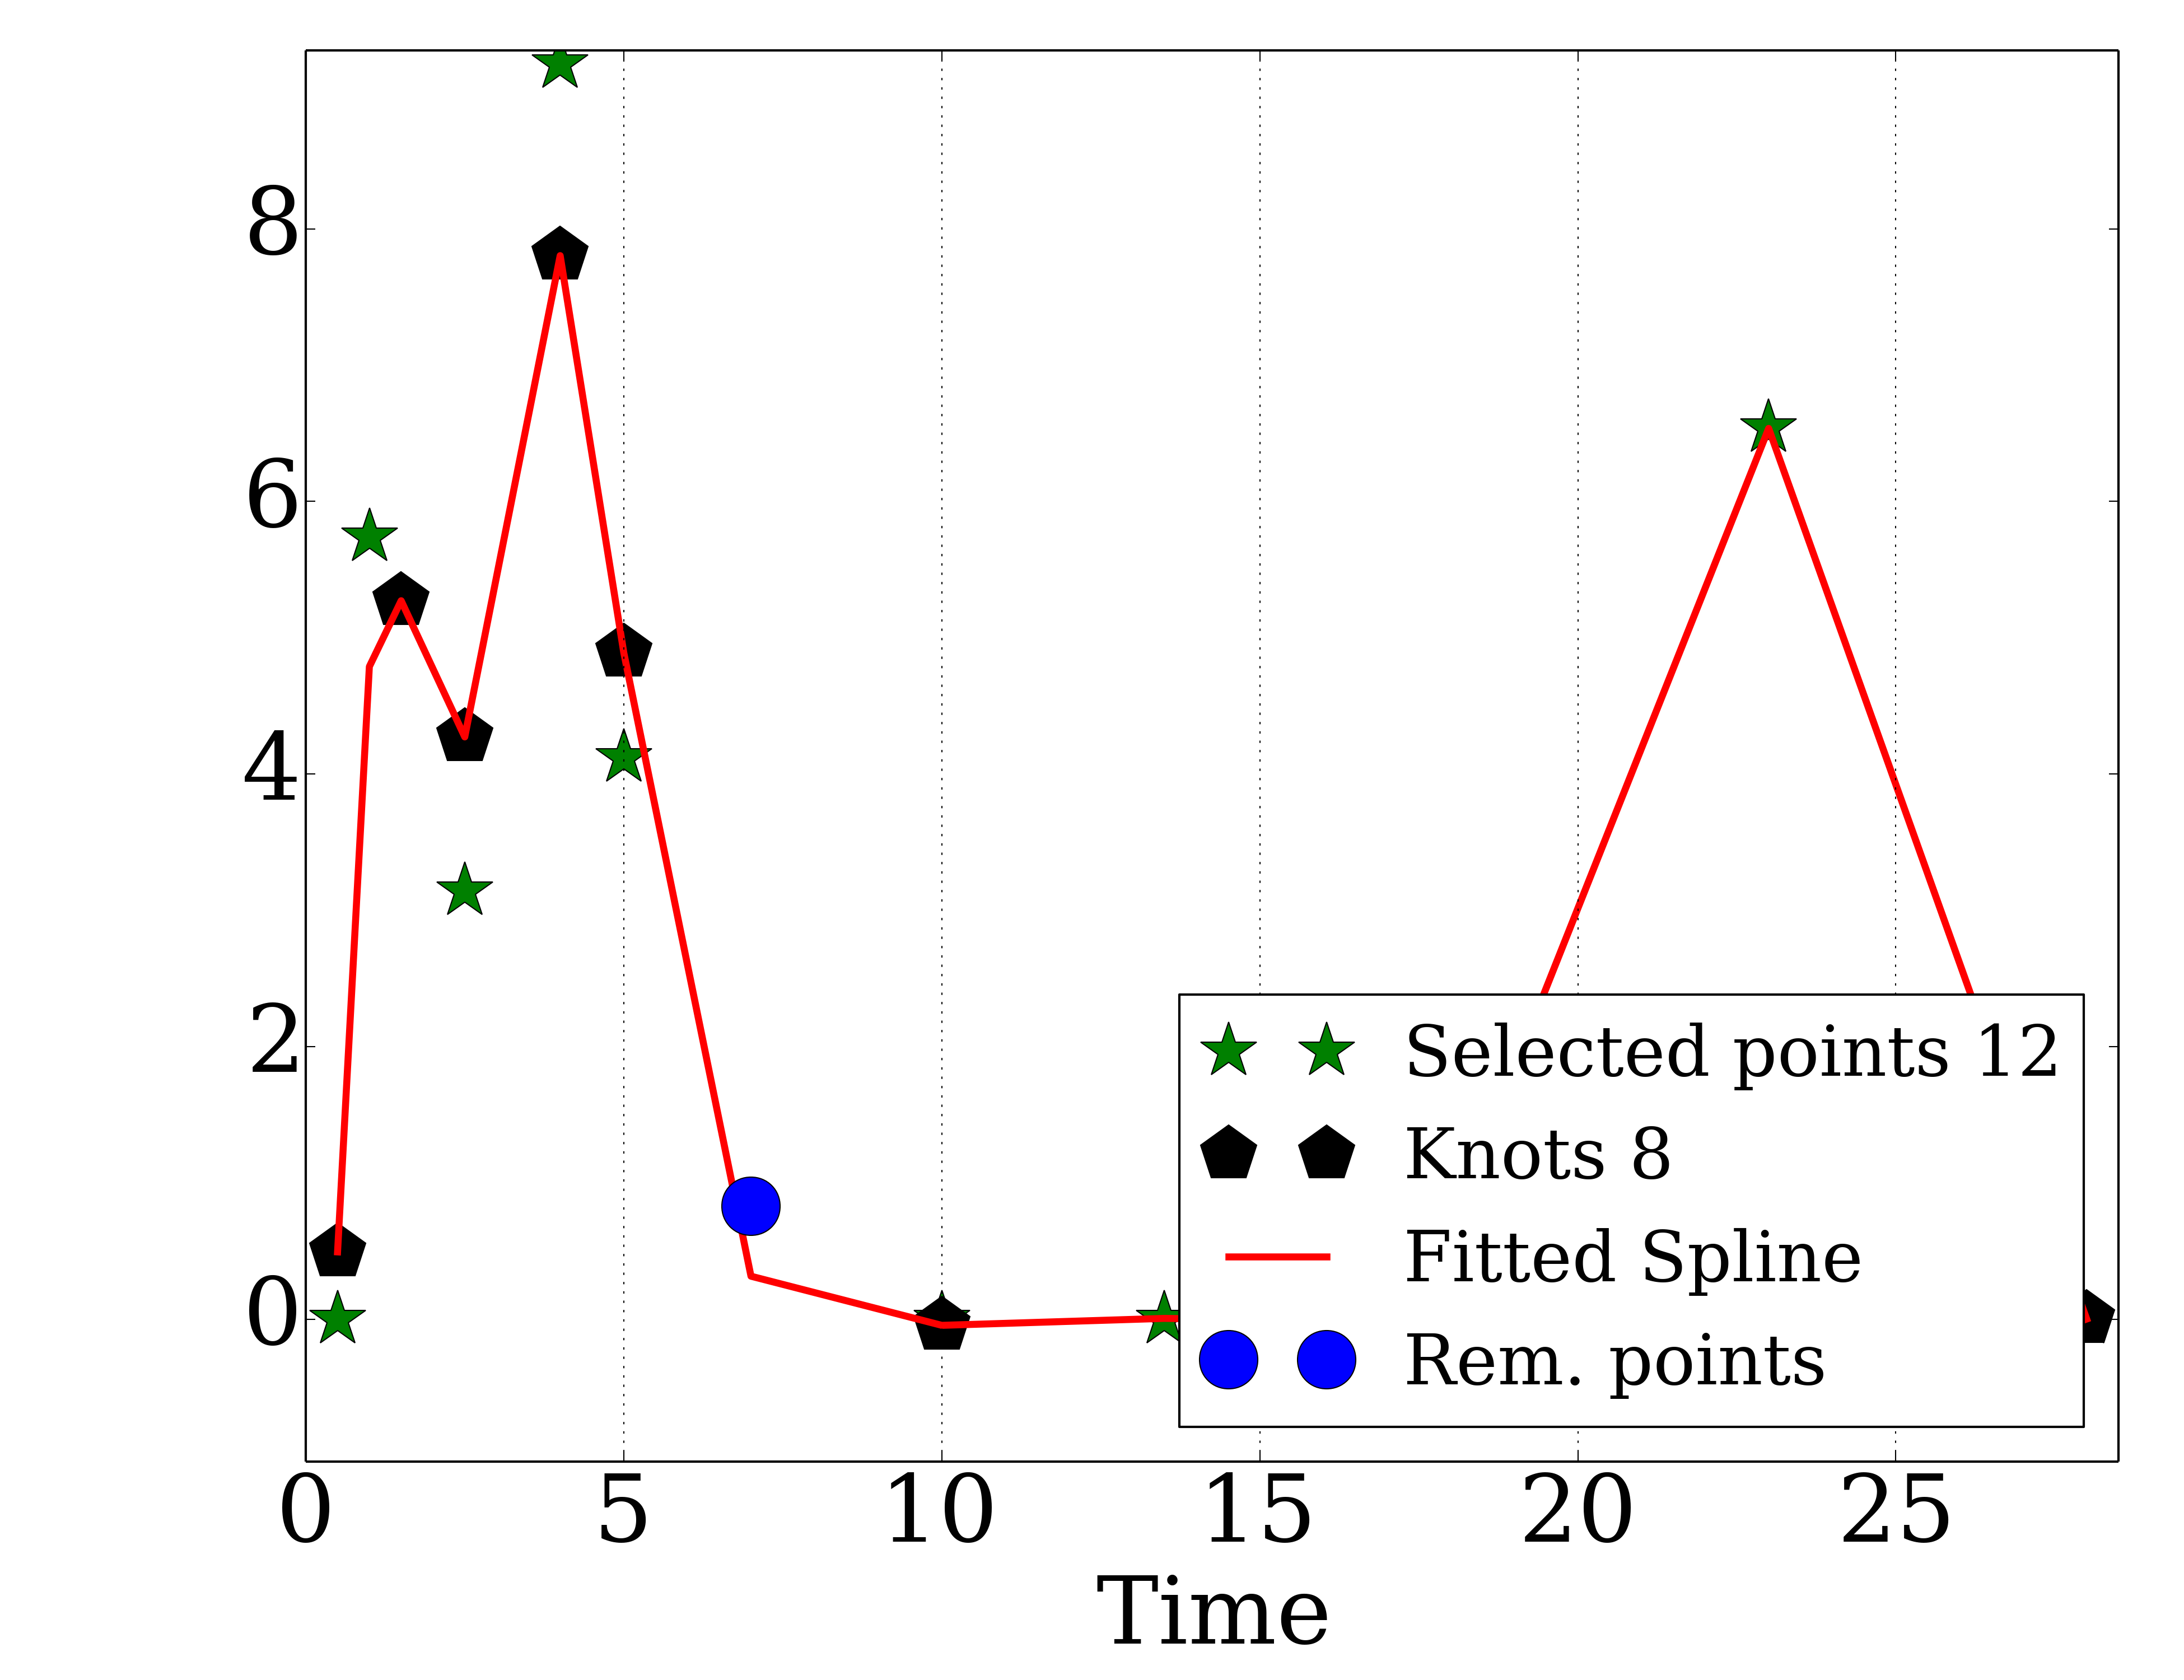 8
6
4
2
0
Selected points 12
Knots 8
Fitted Spline
Rem. points
0 5 10 15 20 25
Time